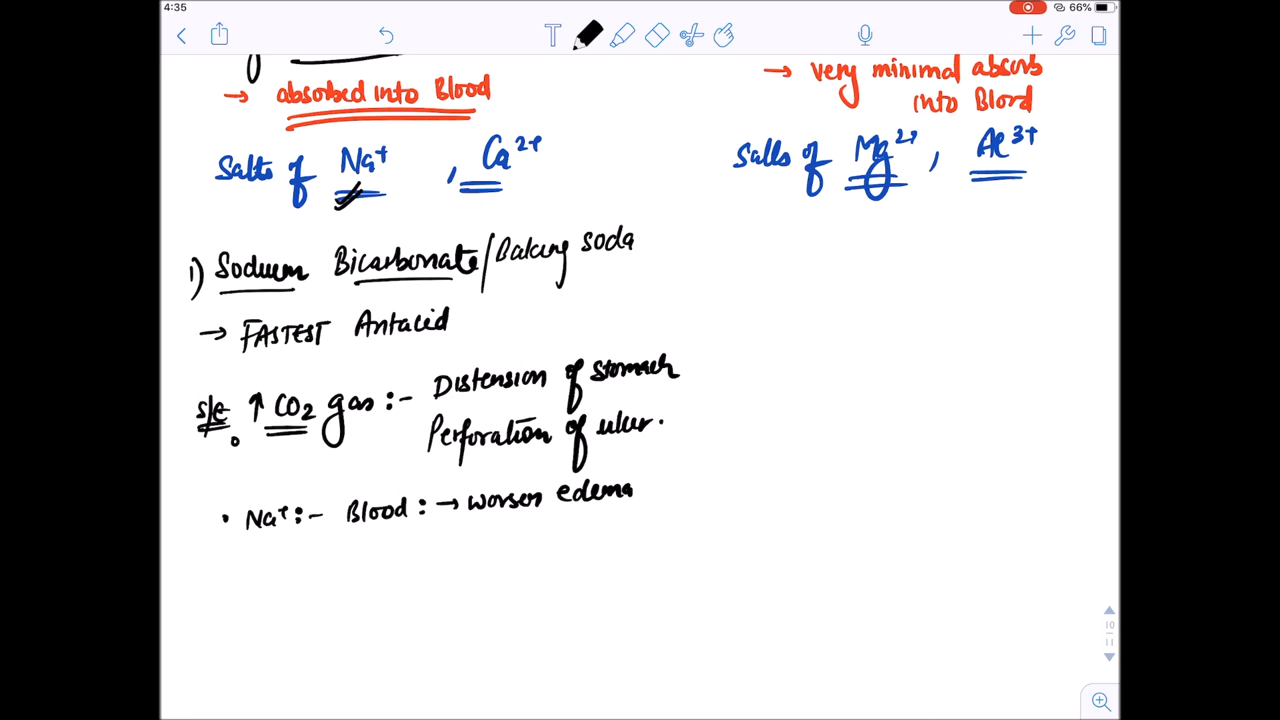 4:35
66%
→ absorbed into Blood
→ very minimal absorb
into Blood
Salts of Na⁺ , Ca²⁺
Salts of Mg²⁺ , Al³⁺
1) Sodium Bicarbonate/Baking soda
→ FASTEST Antacid
s/e ↑ CO₂ gas :- Distension of stomach
Perforation of ulcer.
• Na⁺ :- Blood : → worsen edema
10
11